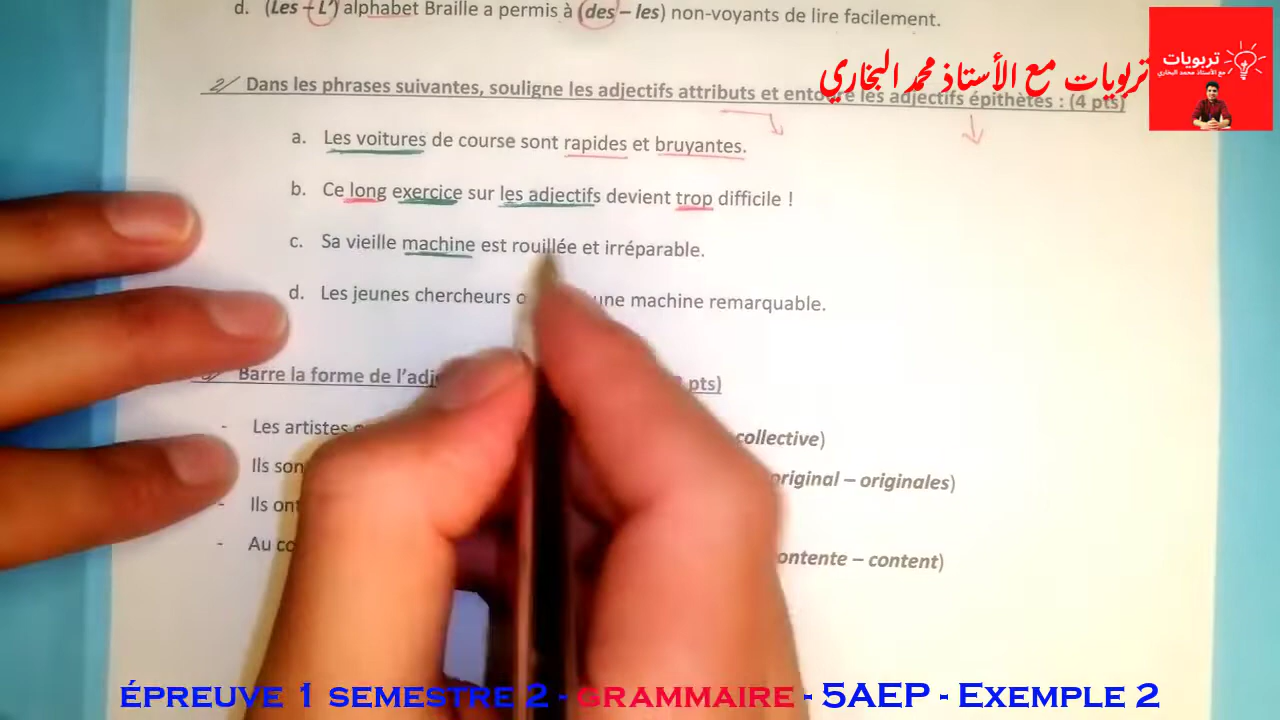 d. (Les – L') alphabet Braille a permis à (des – les) non-voyants de lire facilement.
تربويات
مع الأستاذ محمد البخاري
تربويات مع الأستاذ محمد البخاري
2/ Dans les phrases suivantes, souligne les adjectifs attributs et entoure les adjectifs épithètes : (4 pts)
a. Les voitures de course sont rapides et bruyantes.
b. Ce long exercice sur les adjectifs devient trop difficile !
c. Sa vieille machine est rouillée et irréparable.
d. Les jeunes chercheurs une machine remarquable.
Barre la forme de pts)
- Les artistes collective)
Ils son original – originales)
- Ils ont
- Au contente – content)
épreuve 1 semestre 2 - grammaire - 5AEP - Exemple 2